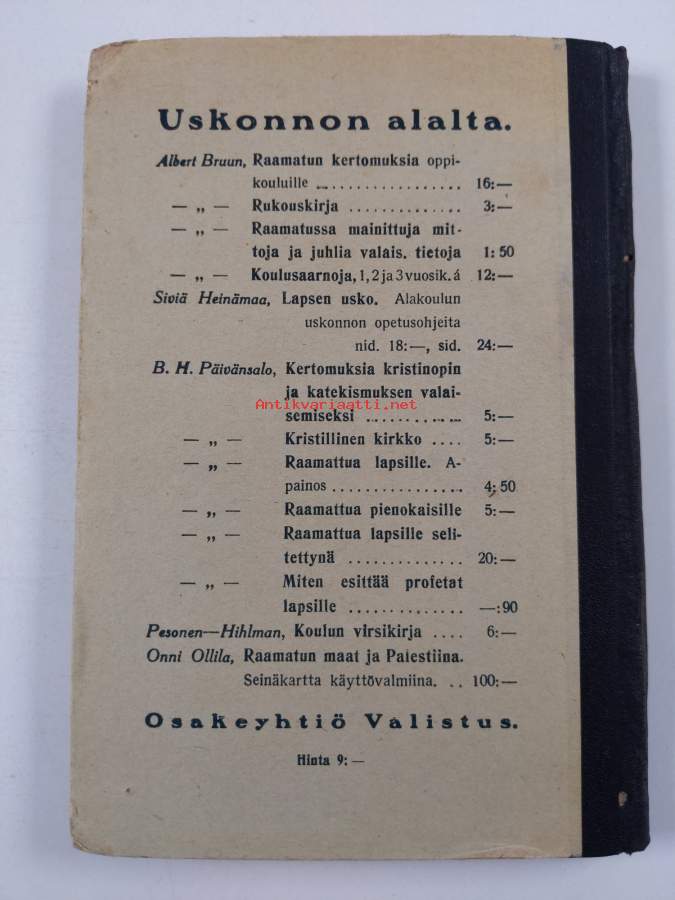 Uskonnon alalta.
Albert Bruun, Raamatun kertomuksia oppi-
kouluille ................ 16:—
— „ — Rukouskirja ............. 3:—
— „ — Raamatussa mainittuja mit-
toja ja juhlia valais. tietoja 1:50
— „ — Koulusaarnoja, 1, 2 ja 3 vuosik. á 12:—
Siviä Heinämaa, Lapsen usko. Alakoulun
uskonnon opetusohjeita
nid. 18:—, sid. 24:—
B. H. Päivänsalo, Kertomuksia kristinopin
ja katekismuksen valai-
Antikvariaatti.net
semiseksi ............ 5:—
— „ — Kristillinen kirkko .... 5:—
— „ — Raamattua lapsille. A-
painos ................ 4:50
— „ — Raamattua pienokaisille 5:—
— „ — Raamattua lapsille seli-
tettynä .............. 20:—
— „ — Miten esittää profetat
lapsille .............. —:90
Pesonen—Hihlman, Koulun virsikirja .... 6:—
Onni Ollila, Raamatun maat ja Palestiina.
Seinäkartta käyttövalmiina. .. 100:—
Osakeyhtiö Valistus.
Hinta 9:—